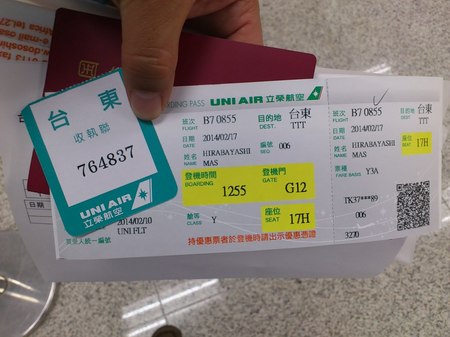 台東
收執聯
764837
UNI AIR
立榮航空
BOARDING PASS UNI AIR 立榮航空
班次 FLIGHT B7 0855 目的地 DEST. 台東 TTT
日期 DATE 2014/02/17
姓名 NAME HIRABAYASHI MAS 編號 SEQ. 006
登機時間 BOARDING 1255 登機門 GATE G12
2014/02/10 艙等 CLASS Y 座位 SEAT 17H
UNI FLT
持優惠票者於登機時請出示優惠憑證
班次 FLIGHT B7 0855 目的地 DEST. 台東 TTT
日期 DATE 2014/02/17
姓名 NAME HIRABAYASHI MAS 座位 SEAT 17H
票種 FARE BASIS Y3A
TK37***89
006
3270